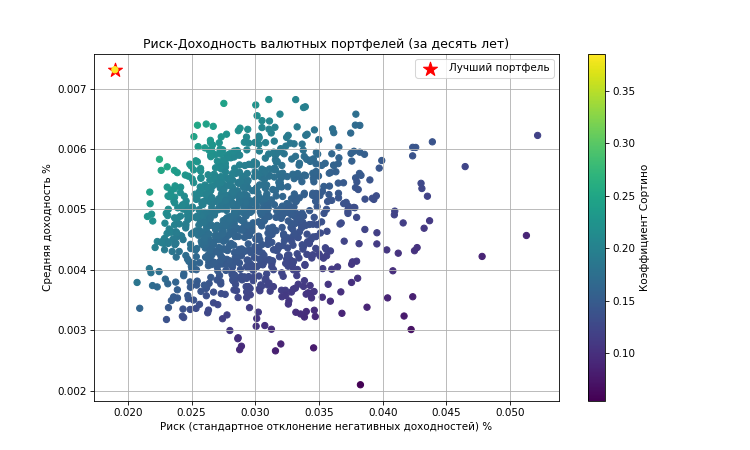 Риск-Доходность валютных портфелей (за десять лет)
Лучший портфель
0.007
0.006
0.005
0.004
0.003
0.002
Средняя доходность %
0.020 0.025 0.030 0.035 0.040 0.045 0.050
Риск (стандартное отклонение негативных доходностей) %
0.35
0.30
0.25
0.20
0.15
0.10
Коэффициент Сортино